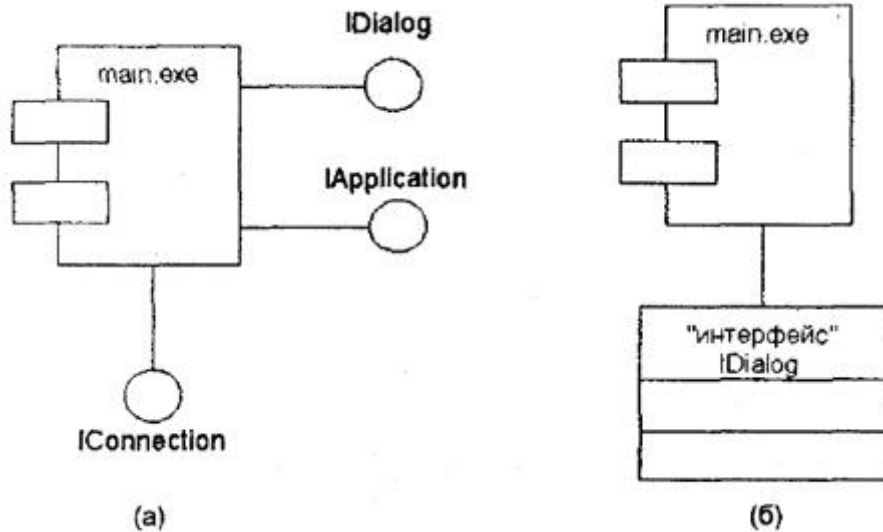 IDialog
main.exe
IApplication
IConnection
(а)
main.exe
"интерфейс"
IDialog
(б)